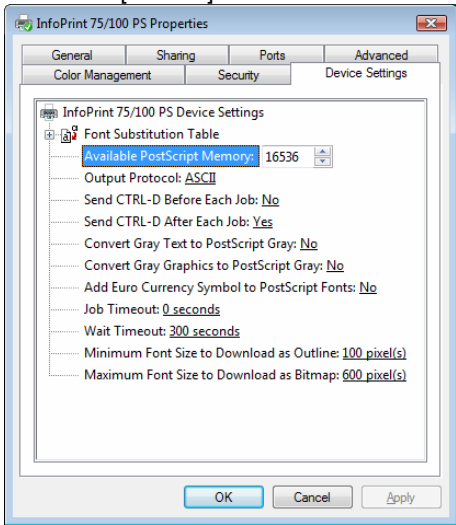 InfoPrint 75/100 PS Properties
General Sharing Ports Advanced
Color Management Security Device Settings
InfoPrint 75/100 PS Device Settings
Font Substitution Table
Available PostScript Memory: 16536
Output Protocol: ASCII
Send CTRL-D Before Each Job: No
Send CTRL-D After Each Job: Yes
Convert Gray Text to PostScript Gray: No
Convert Gray Graphics to PostScript Gray: No
Add Euro Currency Symbol to PostScript Fonts: No
Job Timeout: 0 seconds
Wait Timeout: 300 seconds
Minimum Font Size to Download as Outline: 100 pixel(s)
Maximum Font Size to Download as Bitmap: 600 pixel(s)
OK Cancel Apply